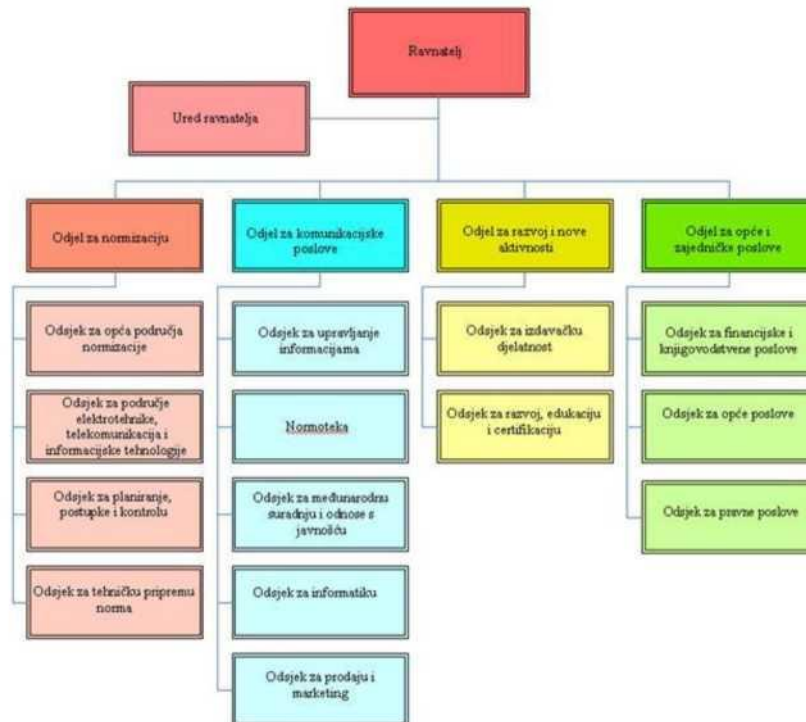 Ravnatelj
Ured ravnatelja
Odjel za normizaciju
Odsjek za opća područja
normizacije
Odsjek za područje
elektrotehnike,
telekomunikacija i
informacijske tehnologije
Odsjek za planiranje,
postupke i kontrolu
Odsjek za tehničku pripremu
norma
Odjel za komunikacijske
poslove
Odsjek za upravljanje
informacijama
Normoteka
Odsjek za međunarodnu
suradnju i odnose s
javnošću
Odsjek za informatiku
Odsjek za prodaju i
marketing
Odjel za razvoj i nove
aktivnosti
Odsjek za izdavačku
djelatnost
Odsjek za razvoj, edukaciju
i certifikaciju
Odjel za opće i
zajedničke poslove
Odsjek za financijske i
knjigovodstvene poslove
Odsjek za opće poslove
Odsjek za pravne poslove